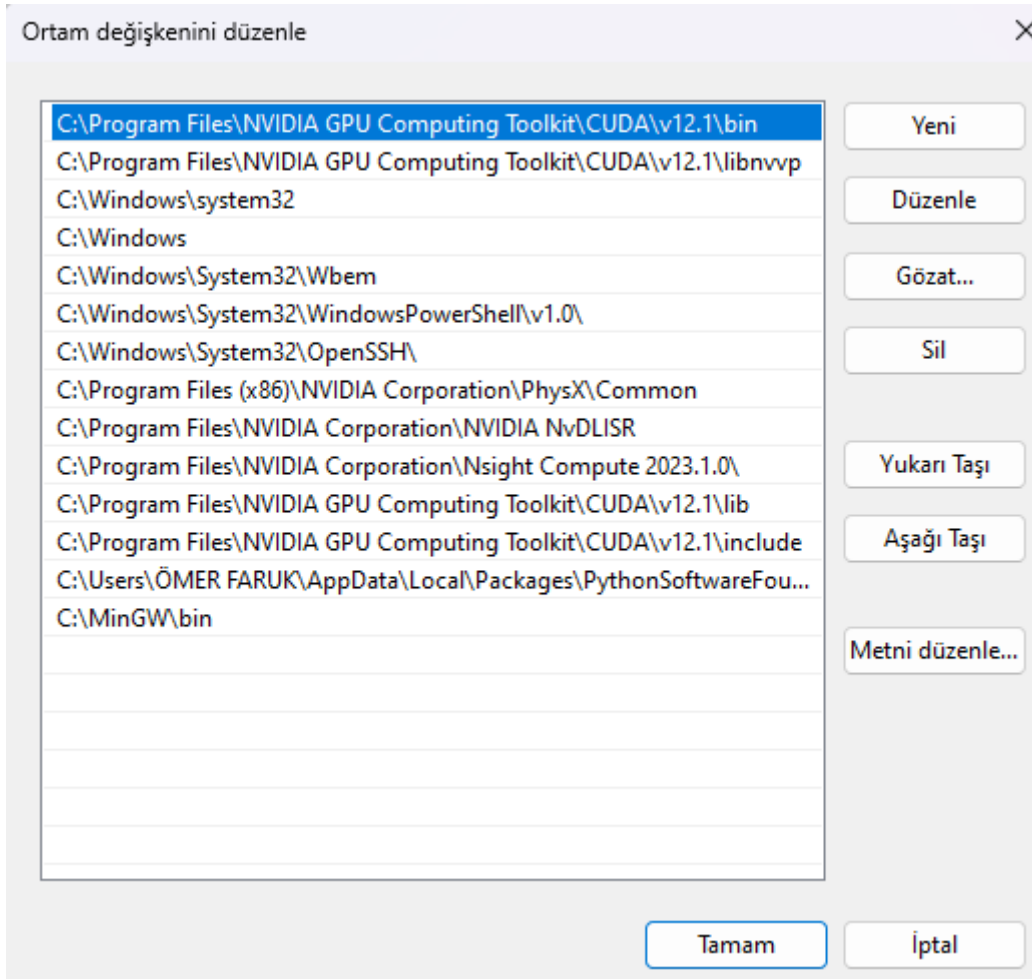 Ortam değişkenini düzenle
C:\Program Files\NVIDIA GPU Computing Toolkit\CUDA\v12.1\bin
C:\Program Files\NVIDIA GPU Computing Toolkit\CUDA\v12.1\libnvvp
C:\Windows\system32
C:\Windows
C:\Windows\System32\Wbem
C:\Windows\System32\WindowsPowerShell\v1.0\
C:\Windows\System32\OpenSSH\
C:\Program Files (x86)\NVIDIA Corporation\PhysX\Common
C:\Program Files\NVIDIA Corporation\NVIDIA NvDLISR
C:\Program Files\NVIDIA Corporation\Nsight Compute 2023.1.0\
C:\Program Files\NVIDIA GPU Computing Toolkit\CUDA\v12.1\lib
C:\Program Files\NVIDIA GPU Computing Toolkit\CUDA\v12.1\include
C:\Users\ÖMER FARUK\AppData\Local\Packages\PythonSoftwareFou...
C:\MinGW\bin
Yeni
Düzenle
Gözat...
Sil
Yukarı Taşı
Aşağı Taşı
Metni düzenle...
Tamam
İptal